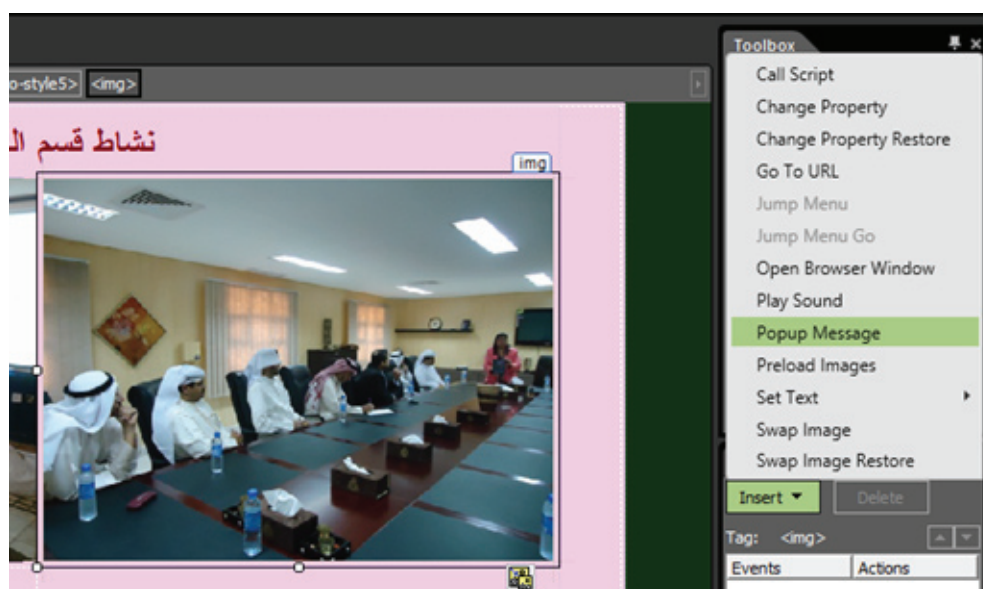 Toolbox
o-style5> <img>
Call Script
Change Property
نشاط قسم ال
Change Property Restore
img
Go To URL
Jump Menu
Jump Menu Go
Open Browser Window
Play Sound
Popup Message
Preload Images
Set Text
Swap Image
Swap Image Restore
Insert
Delete
Tag: <img>
Events Actions